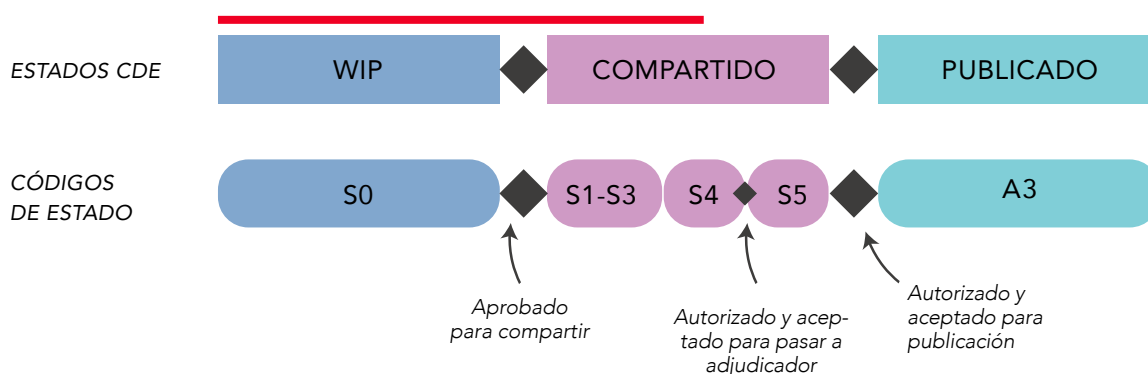 ESTADOS CDE
WIP
COMPARTIDO
PUBLICADO
CÓDIGOS
DE ESTADO
S0
S1-S3
S4
S5
A3
Aprobado
para compartir
Autorizado y acep-
tado para pasar a
adjudicador
Autorizado y
aceptado para
publicación